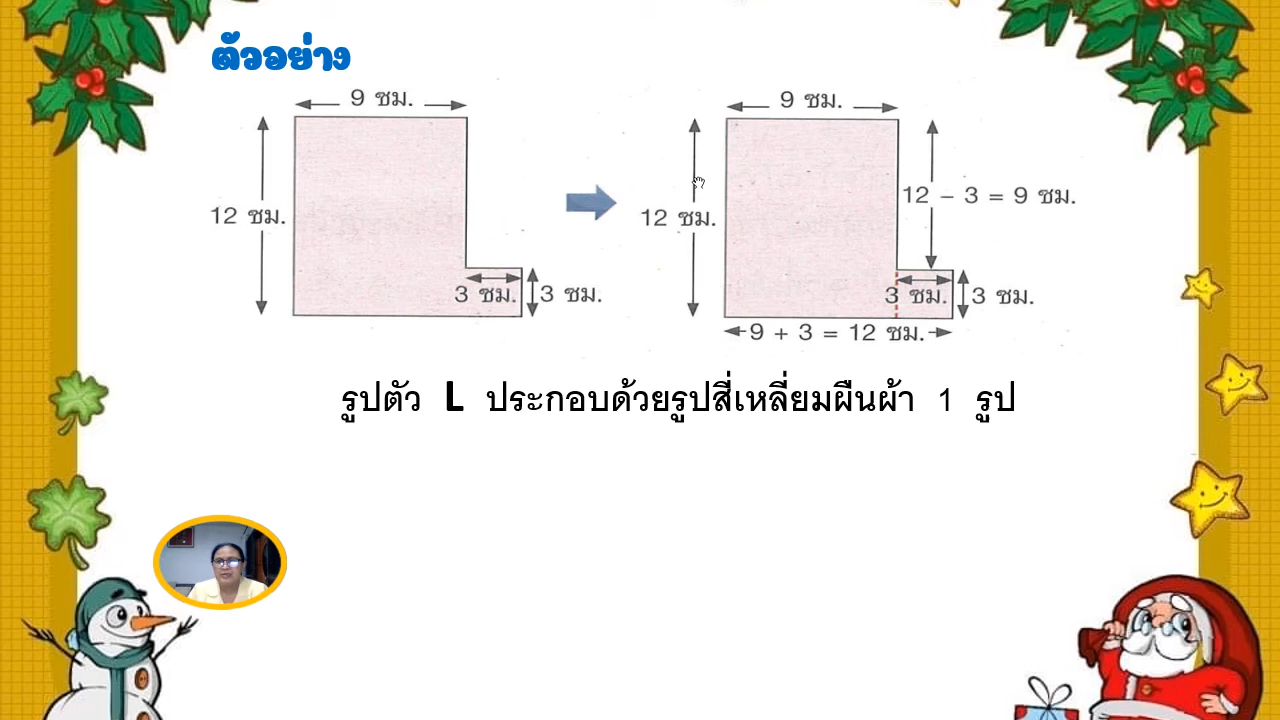 ตัวอย่าง
9 ซม.
12 ซม.
3 ซม.
3 ซม.
9 ซม.
12 ซม.
12 - 3 = 9 ซม.
3 ซม.
3 ซม.
9 + 3 = 12 ซม.
รูปตัว L ประกอบด้วยรูปสี่เหลี่ยมผืนผ้า 1 รูป